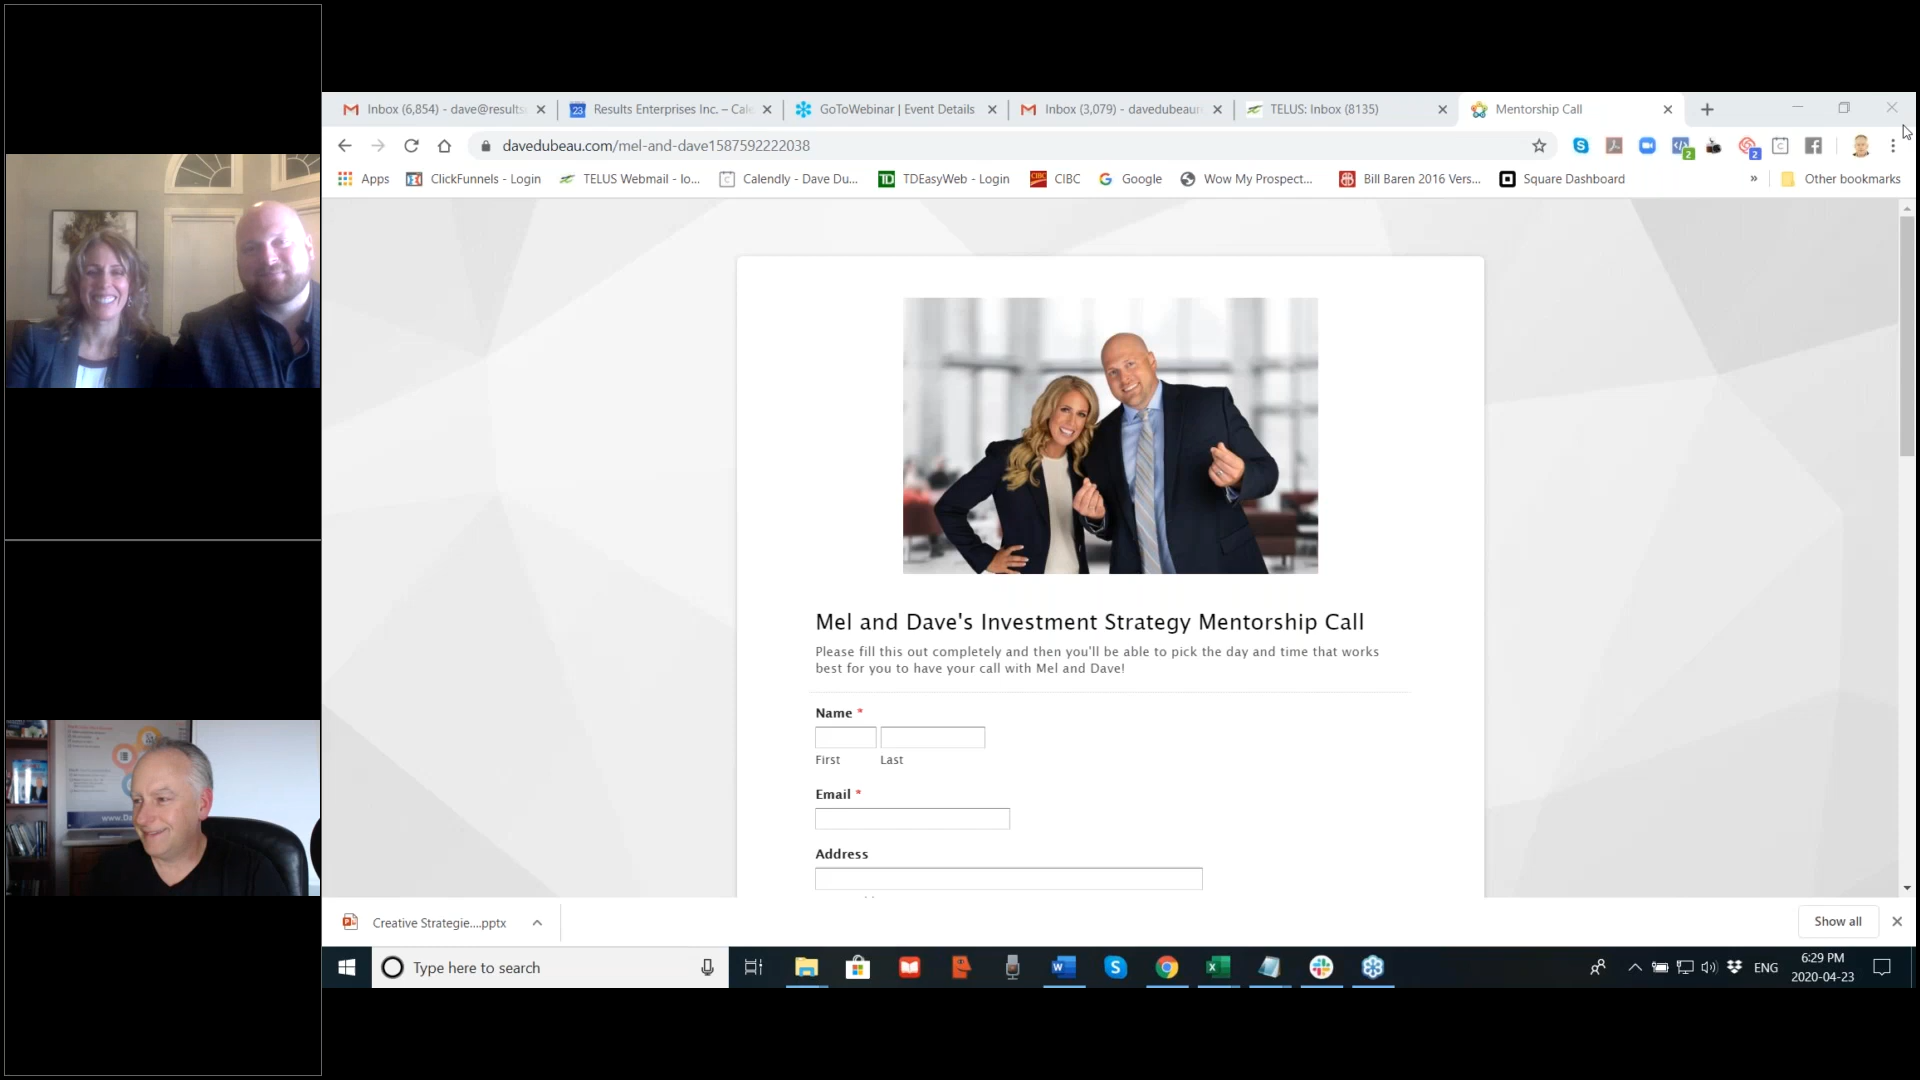 Inbox (6,854) - dave@results
Results Enterprises Inc. – Cale
GoToWebinar | Event Details
Inbox (3,079) - davedubeau
TELUS: Inbox (8135)
Mentorship Call
davedubeau.com/mel-and-dave1587592222038
2
2
Apps
ClickFunnels - Login
TELUS Webmail - lo...
Calendly - Dave Du...
TD
TDEasyWeb - Login
CIBC
Google
Wow My Prospect...
Bill Baren 2016 Vers...
Square Dashboard
»
Other bookmarks
Mel and Dave's Investment Strategy Mentorship Call
Please fill this out completely and then you'll be able to pick the day and time that works
best for you to have your call with Mel and Dave!
Name *
First
Last
Email *
Address
Creative Strategie....pptx
Show all
Type here to search
ENG
6:29 PM
2020-04-23